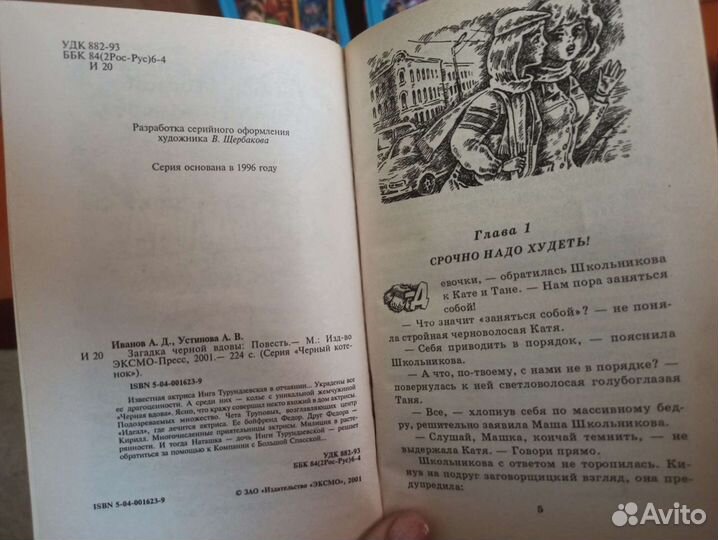 УДК 882-93
ББК 84(2Рос-Рус)6-4
И 20
Разработка серийного оформления
художника В. Щербакова
Серия основана в 1996 году
Иванов А. Д., Устинова А. В.
И 20 Загадка черной вдовы: Повесть.— М.: Изд-во
ЭКСМО-Пресс, 2001.— 224 с. (Серия «Черный коте-
нок»).
ISBN 5-04-001623-9
Известная актриса Инга Турундаевская в отчаянии... Украдены все
ее драгоценности. А среди них — колье с уникальной жемчужиной
«Черная вдова». Ясно, что кражу совершил некто вхожий в дом актрисы.
Подозреваемых множество. Чета Труповых, возглавляющих центр
«Идеал», где лечится актриса. Ее бойфренд Федор. Друг Федора —
Кирилл. Многочисленные приятельницы актрисы. Милиция в растерян-
ности. И тогда Наташка — дочь Инги Турундаевской — решает
обратиться за помощью к Компании с Большой Спасской...
УДК 882-93
ББК 84(2Рос-Рус)6-4
ISBN 5-04-001623-9
© ЗАО «Издательство «ЭКСМО», 2001
Глава 1
СРОЧНО НАДО ХУДЕТЬ!
Девочки, — обратилась Школьникова
к Кате и Тане. — Нам пора заняться
собой!
— Что значит «заняться собой»? — не поня-
ла стройная черноволосая Катя.
— Себя приводить в порядок, — пояснила
Школьникова.
— А что, по-твоему, с нами не в порядке? —
повернулась к ней светловолосая голубоглазая
Таня.
— Все, — хлопнув себя по массивному бед-
ру, решительно заявила Маша Школьникова.
— Слушай, Машка, кончай темнить, — не
выдержала Катя. — Говори прямо.
Школьникова с ответом не торопилась. Ки-
нув на подруг заговорщицкий взгляд, она пре-
дупредила:
5
Avito